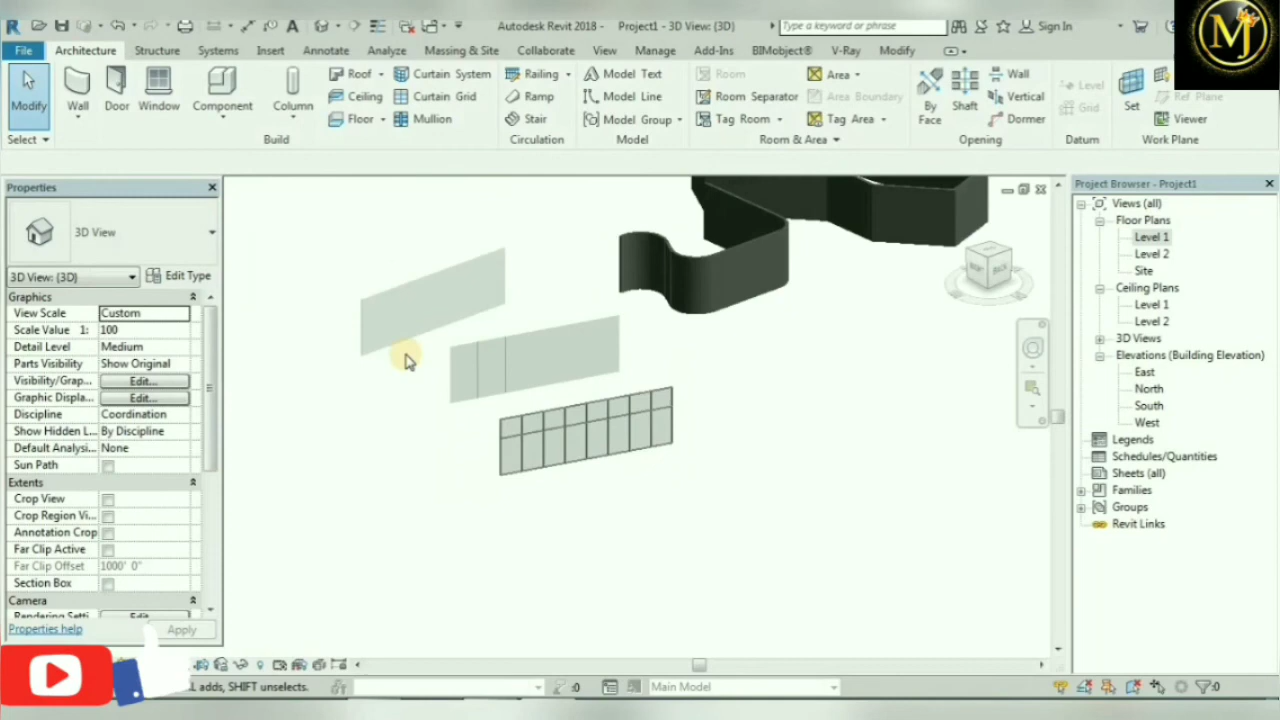 Autodesk Revit 2018 - Project1 - 3D View: {3D}
Type a keyword or phrase
Sign In
MJ
File Architecture Structure Systems Insert Annotate Analyze Massing & Site Collaborate View Manage Add-Ins BIMobject® V-Ray Modify
Modify
Wall
Door
Window
Component
Column
Roof
Ceiling
Floor
Curtain System
Curtain Grid
Mullion
Railing
Ramp
Stair
Model Text
Model Line
Model Group
Room
Room Separator
Tag Room
Area
Area Boundary
Tag Area
By Face
Shaft
Wall
Vertical
Dormer
Level
Grid
Set
Ref Plane
Viewer
Select Build Circulation Model Room & Area Opening Datum Work Plane
Properties
3D View
3D View: {3D} Edit Type
Graphics
View Scale Custom
Scale Value 1: 100
Detail Level Medium
Parts Visibility Show Original
Visibility/Grap... Edit...
Graphic Displa... Edit...
Discipline Coordination
Show Hidden L... By Discipline
Default Analysi... None
Sun Path
Extents
Crop View
Crop Region Vi...
Annotation Crop
Far Clip Active
Far Clip Offset 1000' 0"
Section Box
Camera
Rendering Setti... Edit...
Properties help Apply
Project Browser - Project1
Views (all)
Floor Plans
Level 1
Level 2
Site
Ceiling Plans
Level 1
Level 2
3D Views
Elevations (Building Elevation)
East
North
South
West
Legends
Schedules/Quantities
Sheets (all)
Families
Groups
Revit Links
L adds, SHIFT unselects. :0 Main Model :0